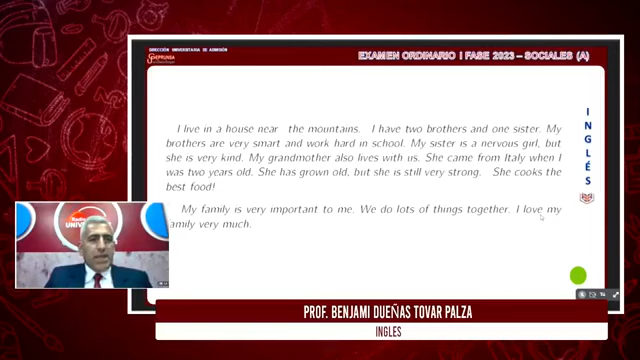 DIRECCIÓN UNIVERSITARIA DE ADMISIÓN
CEPRUNSA
EXAMEN ORDINARIO I FASE 2023 – SOCIALES (A)
I live in a house near the mountains. I have two brothers and one sister. My
brothers are very smart and work hard in school. My sister is a nervous girl, but
she is very kind. My grandmother also lives with us. She came from Italy when I
was two years old. She has grown old, but she is still very strong. She cooks the
best food!
My family is very important to me. We do lots of things together. I love my
family very much.
INGLÉS
PROF. BENJAMI DUEÑAS TOVAR PALZA
INGLES